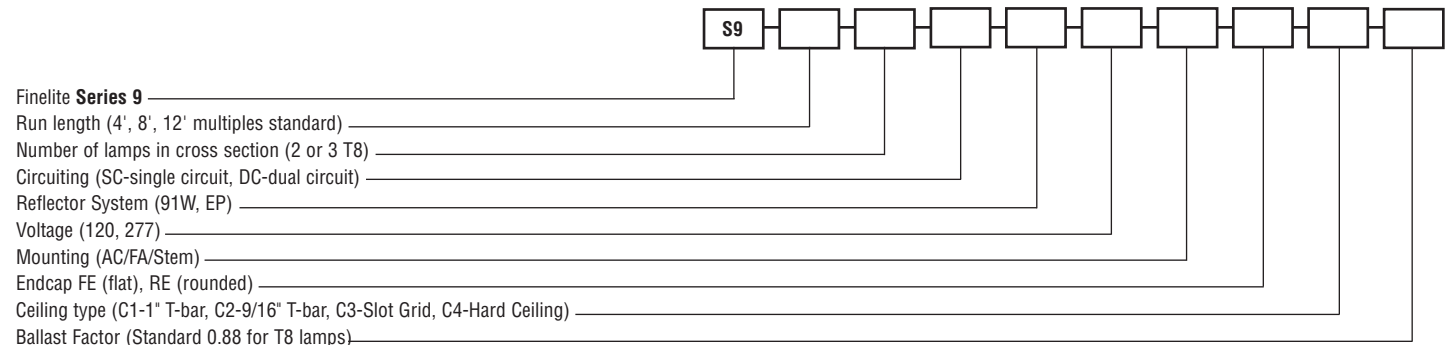 S9
Finelite Series 9
Run length (4', 8', 12' multiples standard)
Number of lamps in cross section (2 or 3 T8)
Circuiting (SC-single circuit, DC-dual circuit)
Reflector System (91W, EP)
Voltage (120, 277)
Mounting (AC/FA/Stem)
Endcap FE (flat), RE (rounded)
Ceiling type (C1-1" T-bar, C2-9/16" T-bar, C3-Slot Grid, C4-Hard Ceiling)
Ballast Factor (Standard 0.88 for T8 lamps)